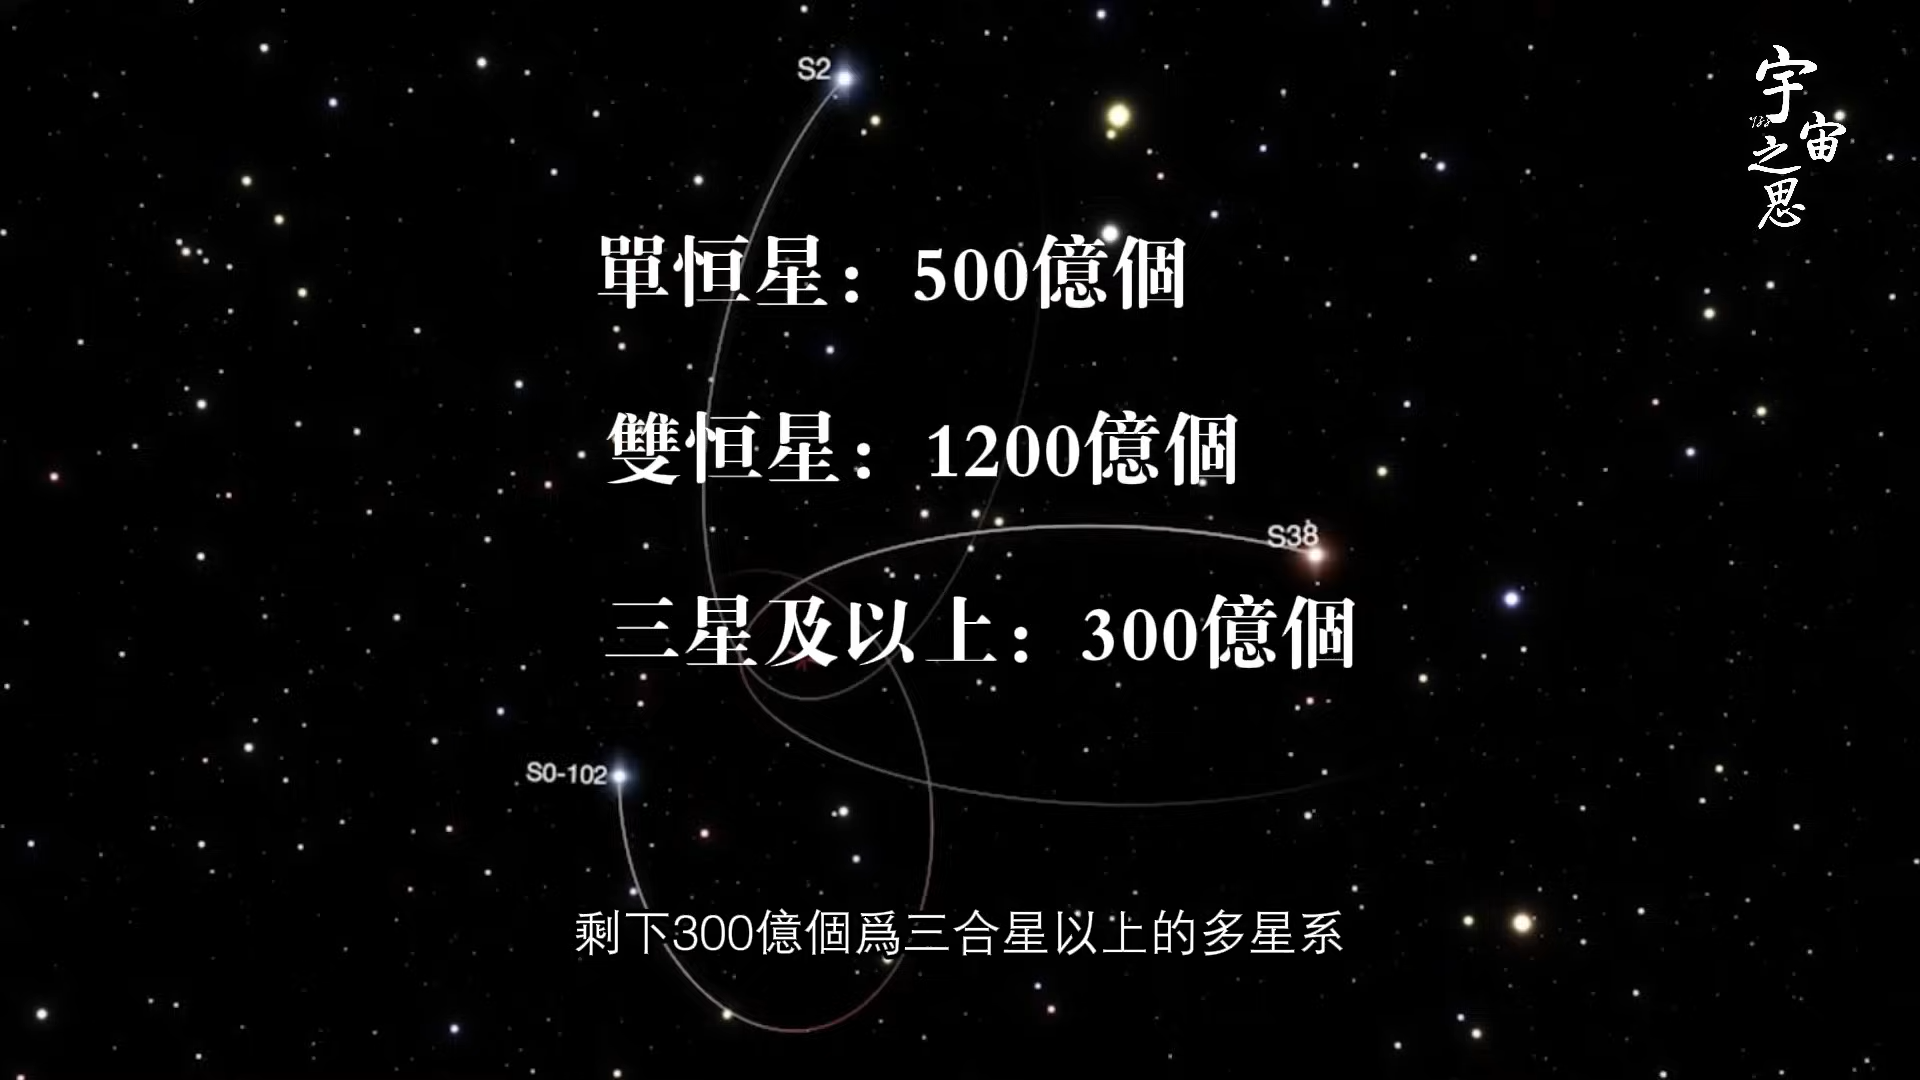 S2
宇宙之思
單恒星：500億個
雙恒星：1200億個
S38
三星及以上：300億個
S0-102
剩下300億個爲三合星以上的多星系